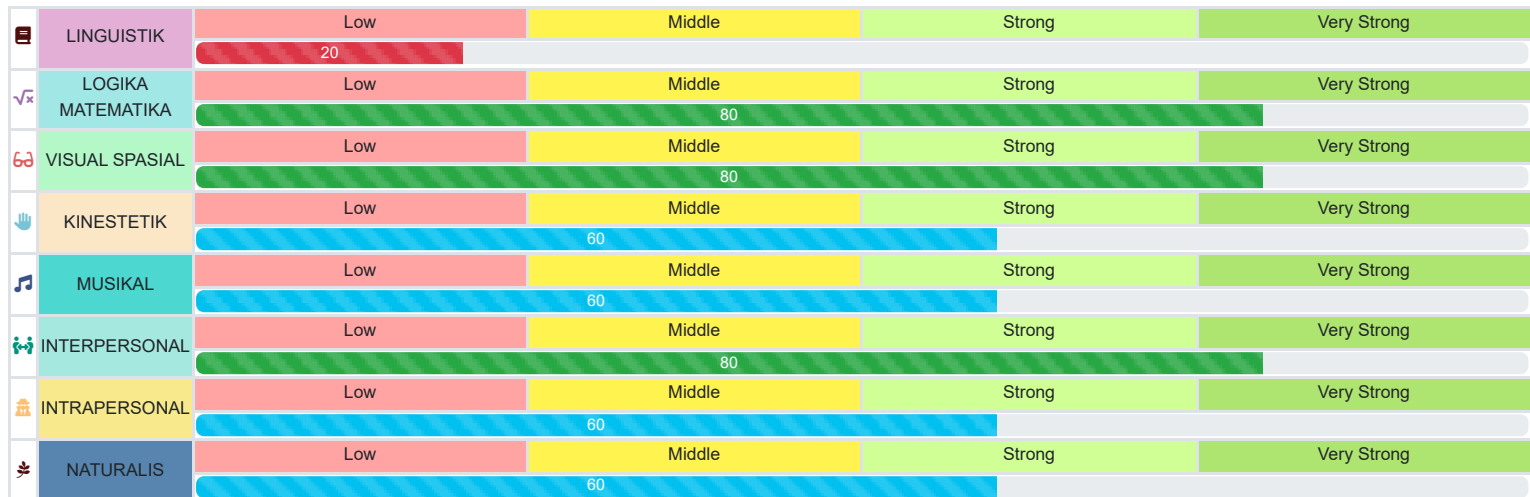 LINGUISTIK
Low Middle Strong Very Strong
20
LOGIKA
MATEMATIKA
Low Middle Strong Very Strong
80
VISUAL SPASIAL
Low Middle Strong Very Strong
80
KINESTETIK
Low Middle Strong Very Strong
60
MUSIKAL
Low Middle Strong Very Strong
60
INTERPERSONAL
Low Middle Strong Very Strong
80
INTRAPERSONAL
Low Middle Strong Very Strong
60
NATURALIS
Low Middle Strong Very Strong
60